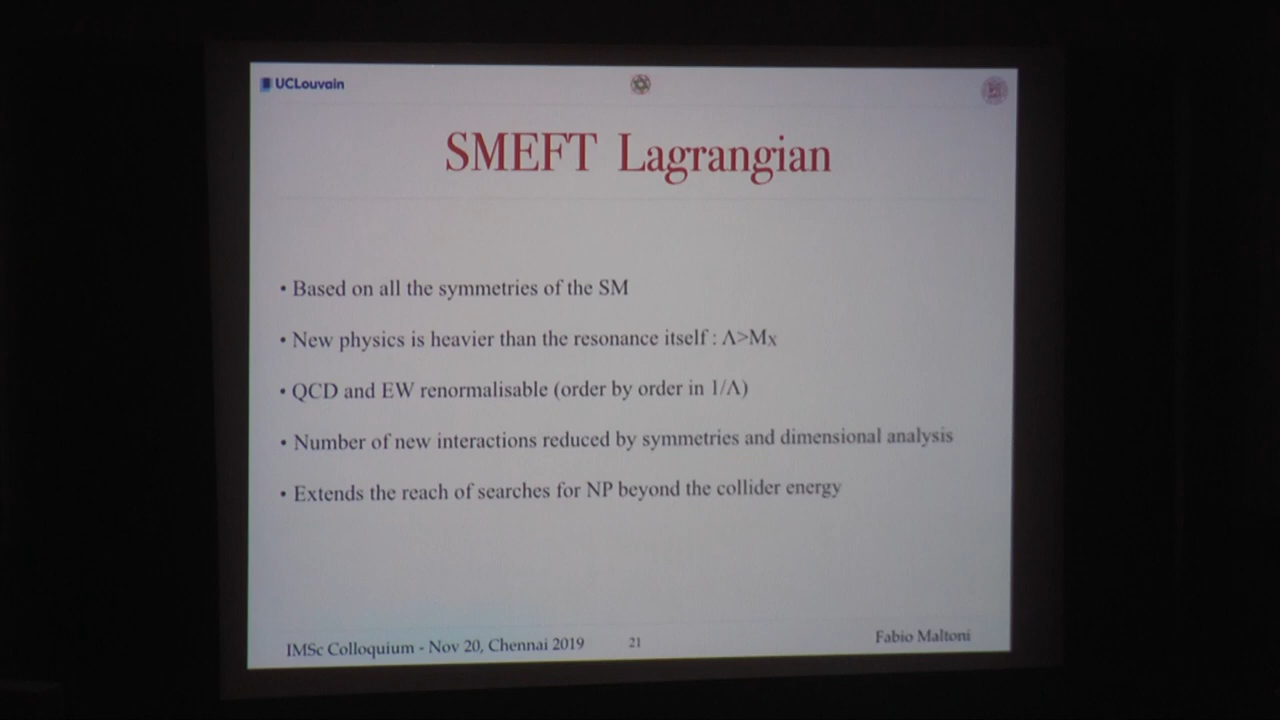 UCLouvain
SMEFT Lagrangian
• Based on all the symmetries of the SM
• New physics is heavier than the resonance itself : Λ>MX
• QCD and EW renormalisable (order by order in 1/Λ)
• Number of new interactions reduced by symmetries and dimensional analysis
• Extends the reach of searches for NP beyond the collider energy
IMSc Colloquium - Nov 20, Chennai 2019
21
Fabio Maltoni